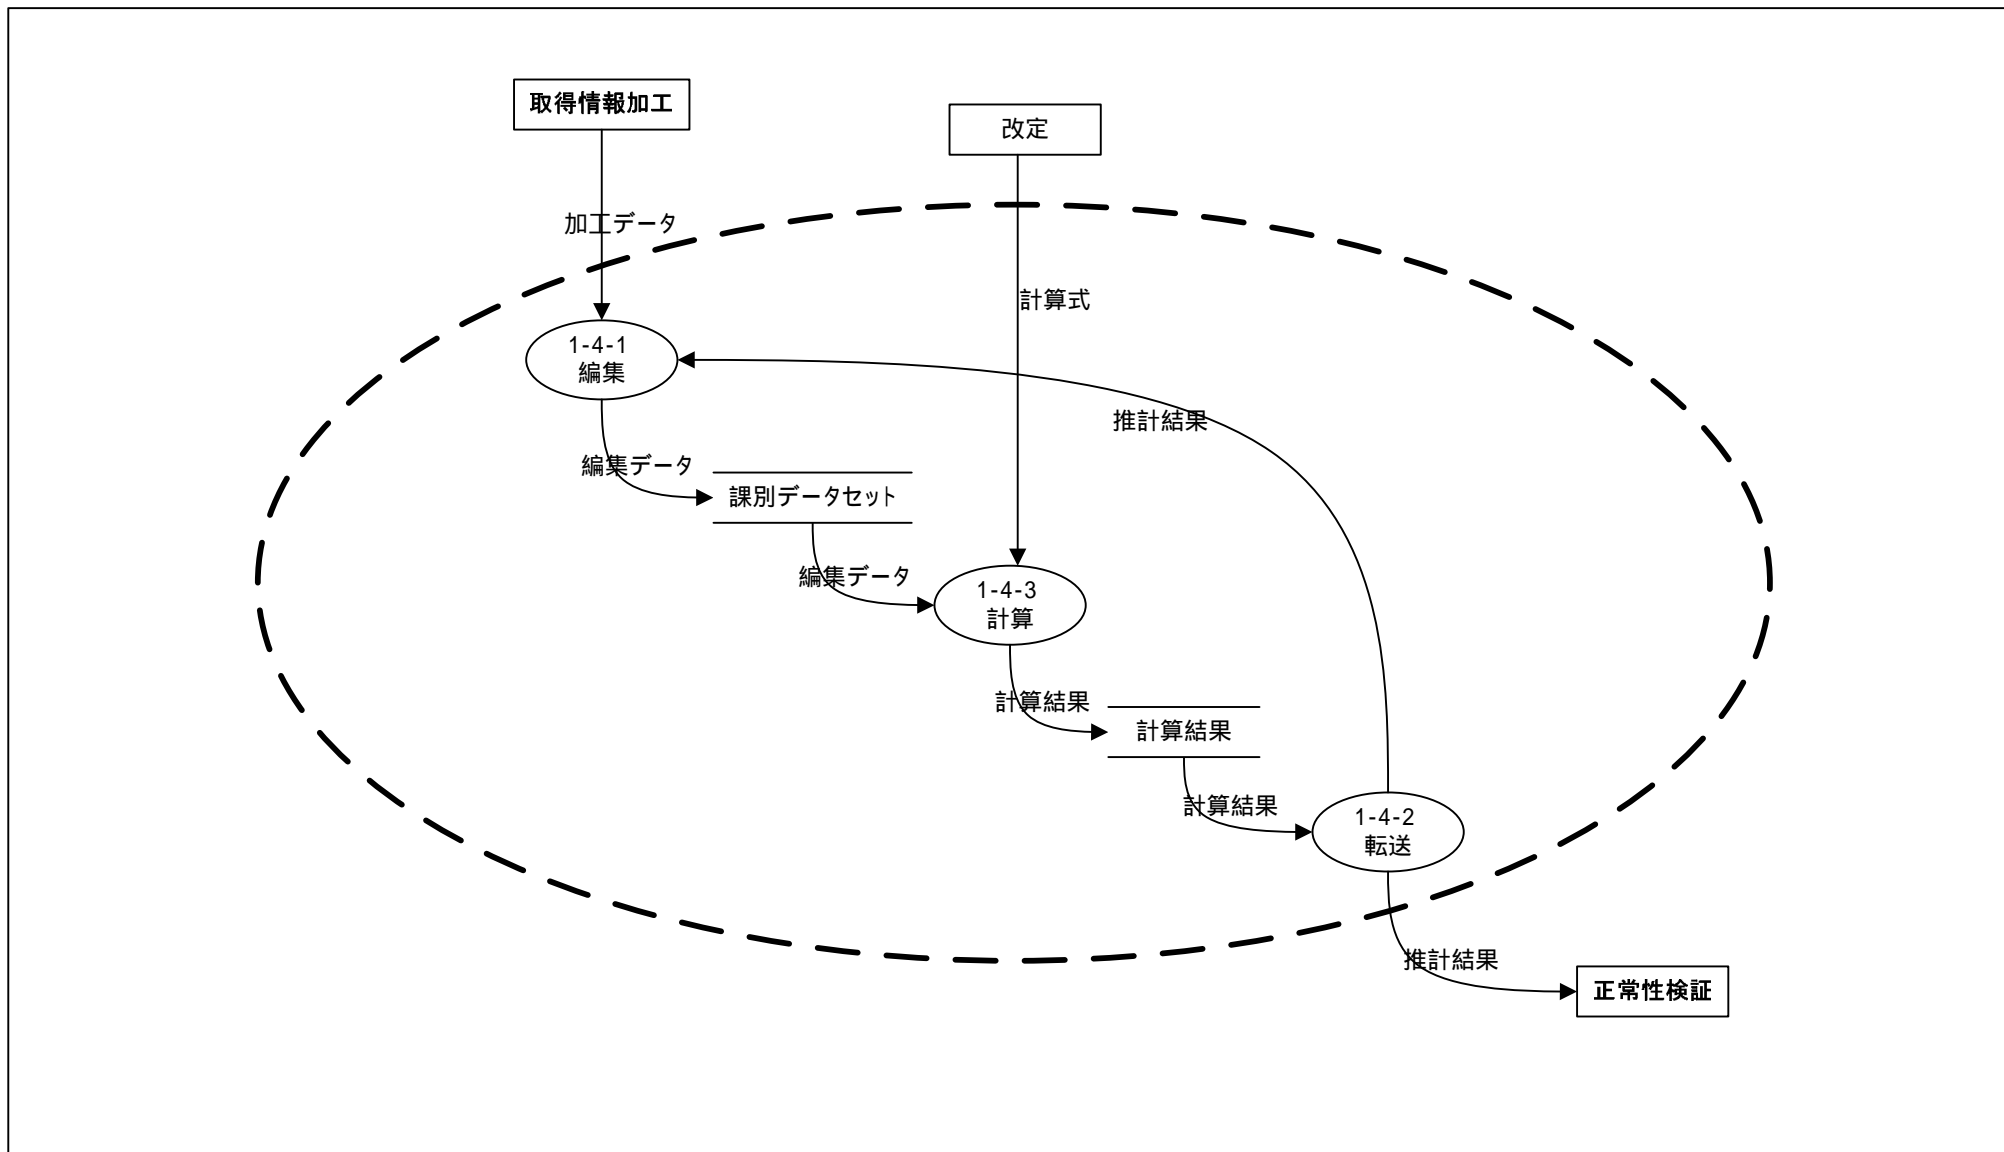 取得情報加工
改定
加工データ
計算式
1-4-1
編集
推計結果
編集データ
課別データセット
編集データ
1-4-3
計算
計算結果
計算結果
計算結果
1-4-2
転送
推計結果
正常性検証